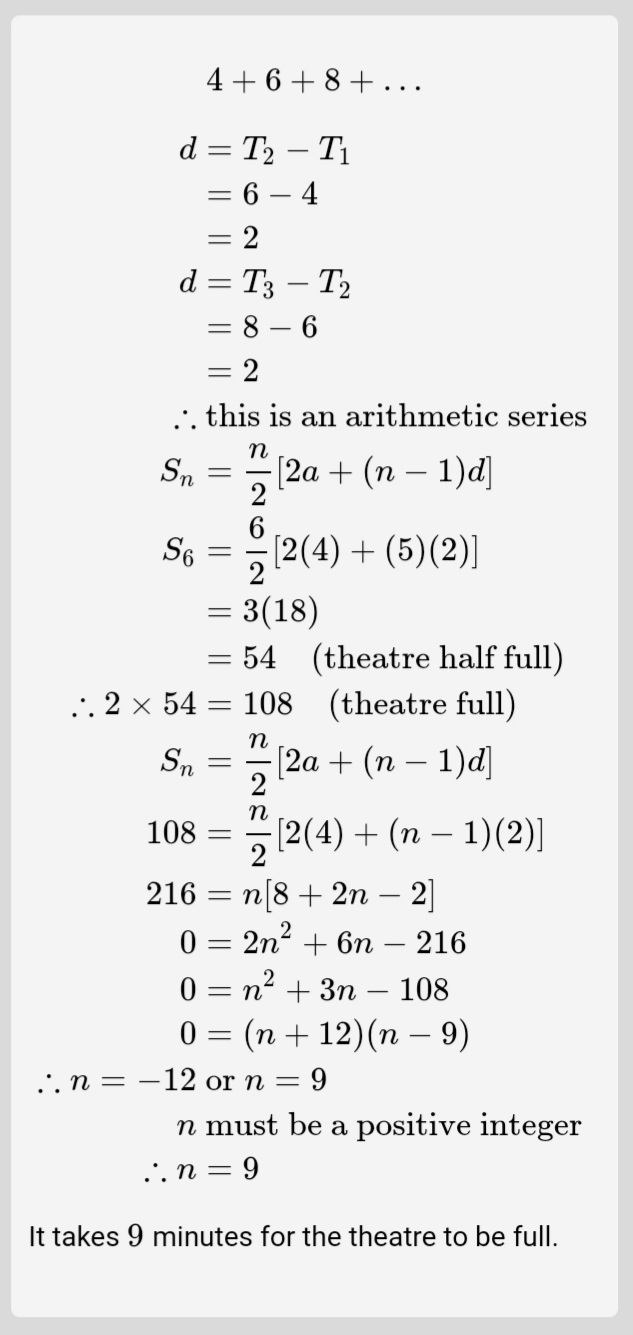 4 + 6 + 8 + ...
d = T₂ − T₁
= 6 − 4
= 2
d = T₃ − T₂
= 8 − 6
= 2
∴ this is an arithmetic series
Sₙ = n/2 [2a + (n − 1)d]
S₆ = 6/2 [2(4) + (5)(2)]
= 3(18)
= 54 (theatre half full)
∴ 2 × 54 = 108 (theatre full)
Sₙ = n/2 [2a + (n − 1)d]
108 = n/2 [2(4) + (n − 1)(2)]
216 = n[8 + 2n − 2]
0 = 2n² + 6n − 216
0 = n² + 3n − 108
0 = (n + 12)(n − 9)
∴ n = −12 or n = 9
n must be a positive integer
∴ n = 9
It takes 9 minutes for the theatre to be full.